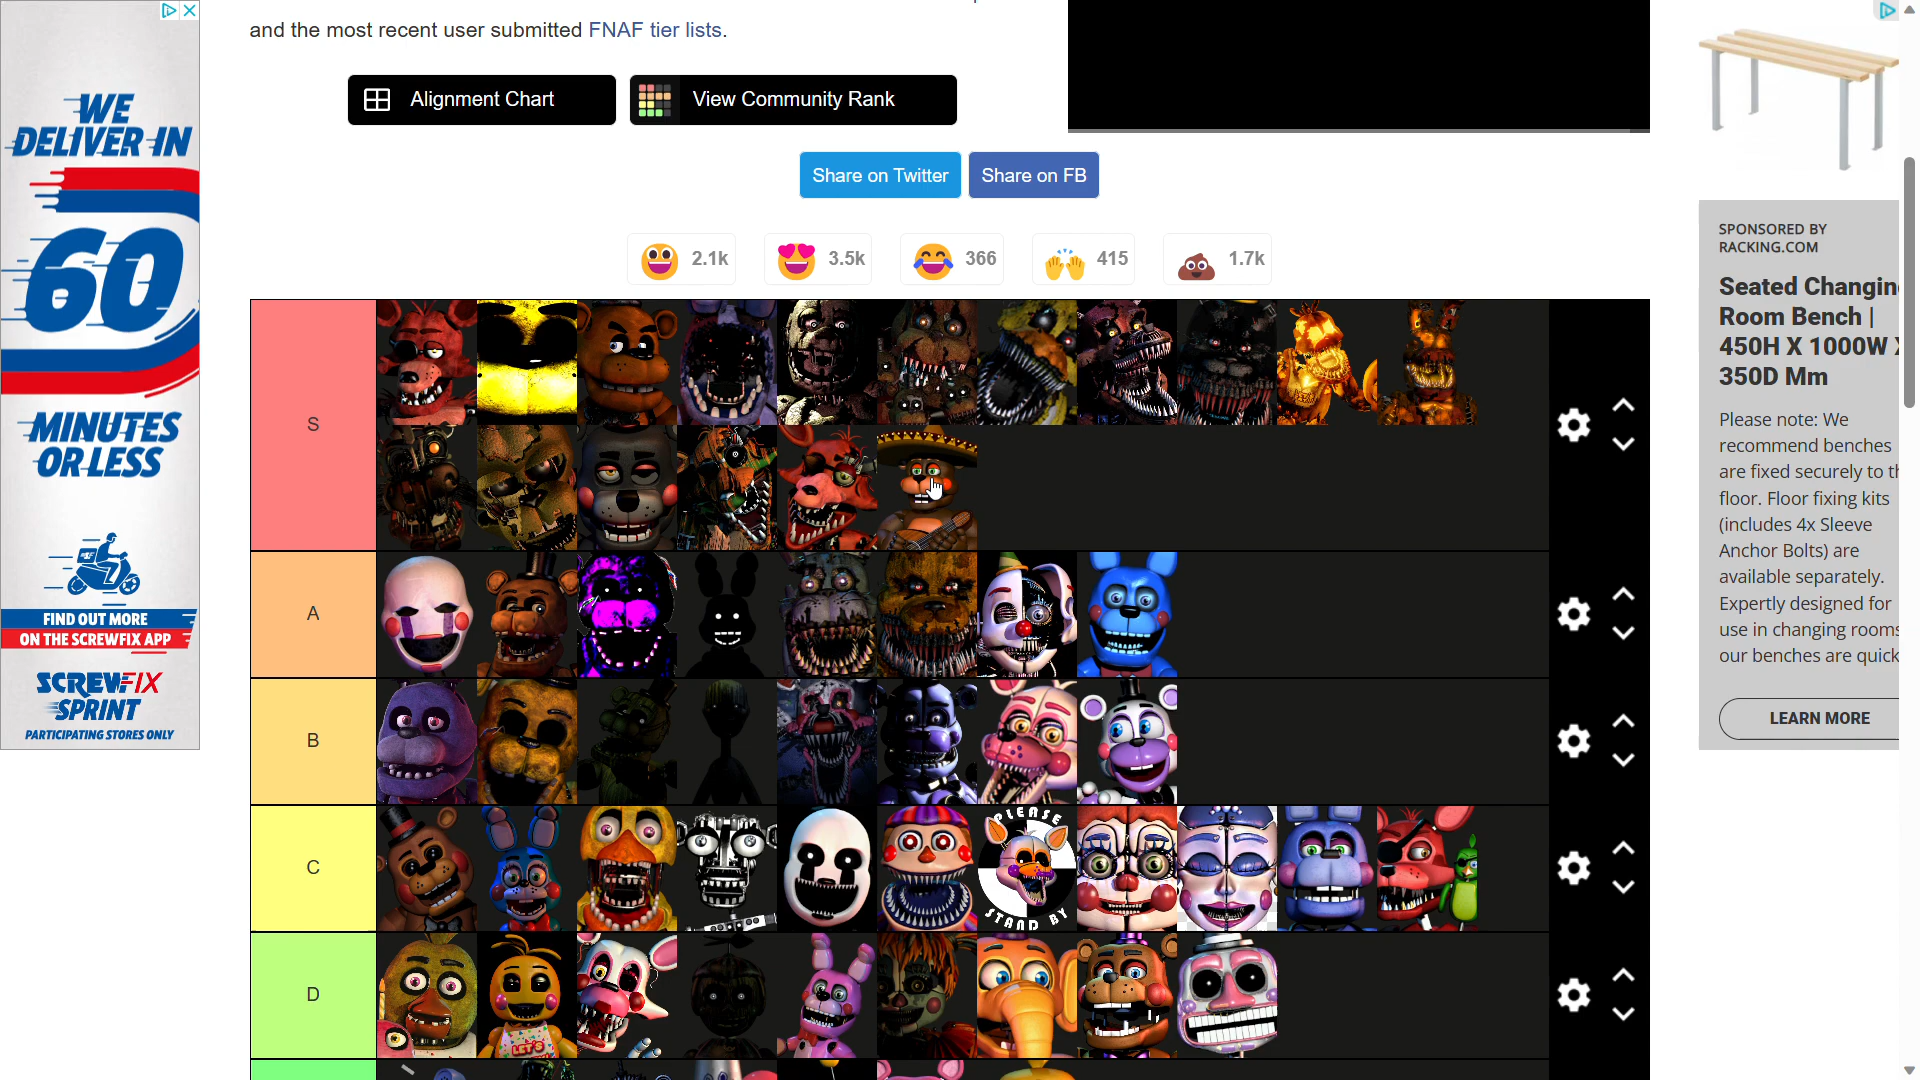 WE
DELIVER IN
60
MINUTES
OR LESS
FIND OUT MORE
ON THE SCREWFIX APP
SCREWFIX
SPRINT
PARTICIPATING STORES ONLY
and the most recent user submitted FNAF tier lists.
Alignment Chart
View Community Rank
Share on Twitter
Share on FB
2.1k
3.5k
366
415
1.7k
S
A
B
C
PLEASE
STAND BY
D
LET'S
SPONSORED BY
RACKING.COM
Seated Changin
Room Bench |
450H X 1000W X
350D Mm
Please note: We
recommend benches
are fixed securely to th
floor. Floor fixing kits
(includes 4x Sleeve
Anchor Bolts) are
available separately.
Expertly designed for
use in changing rooms
our benches are quick
LEARN MORE